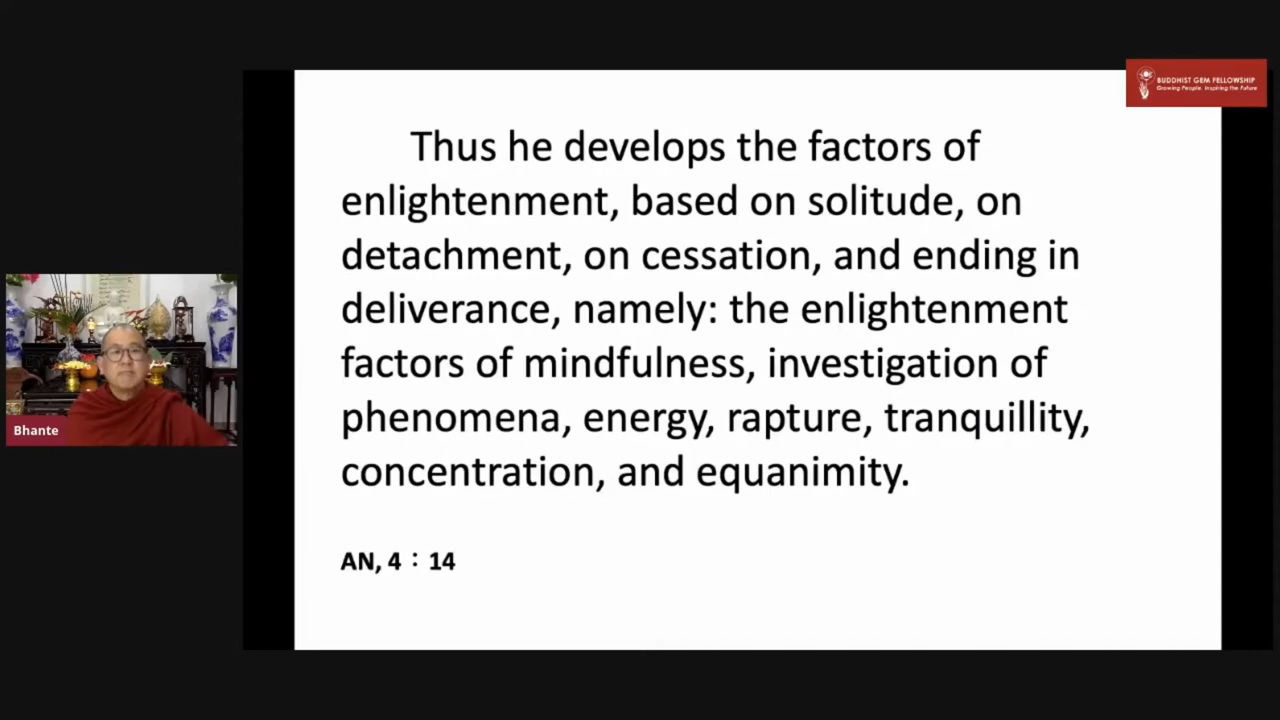 BUDDHIST GEM FELLOWSHIP
Growing People. Inspiring the Future
Thus he develops the factors of
enlightenment, based on solitude, on
detachment, on cessation, and ending in
deliverance, namely: the enlightenment
factors of mindfulness, investigation of
phenomena, energy, rapture, tranquillity,
concentration, and equanimity.
AN, 4 : 14
Bhante